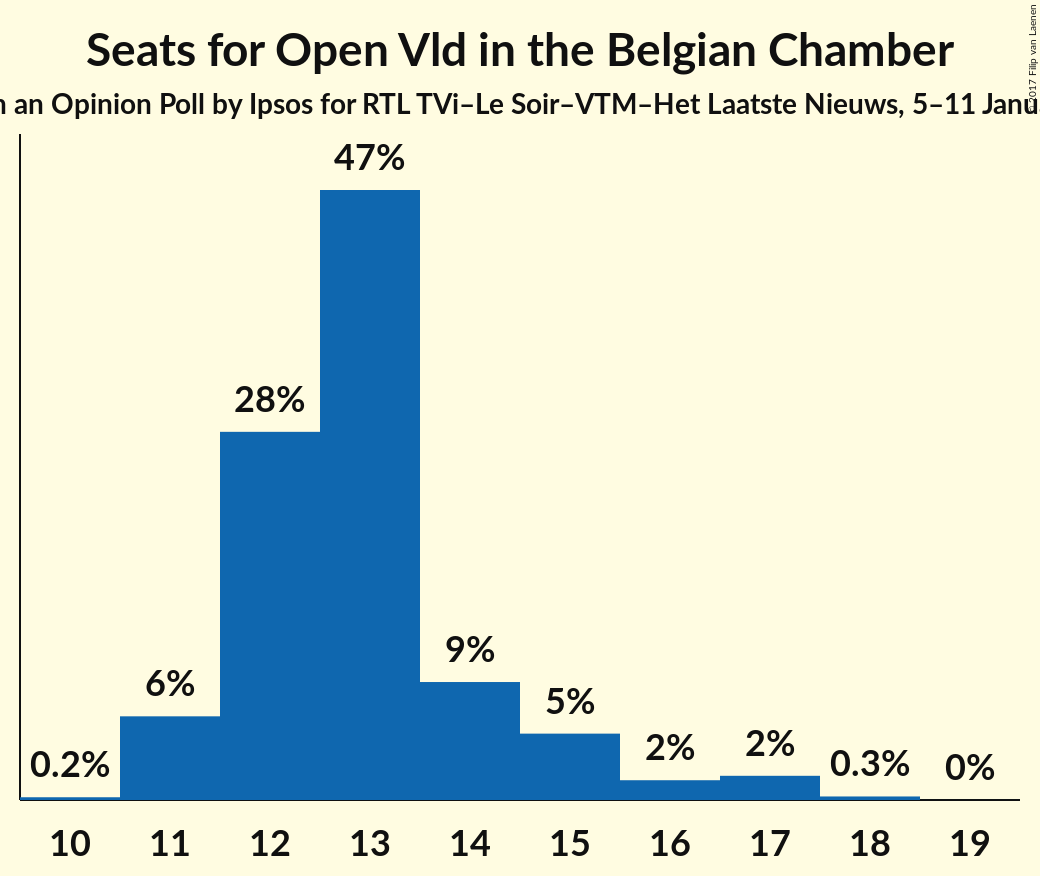 Seats for Open Vld in the Belgian Chamber
an Opinion Poll by Ipsos for RTL TVi–Le Soir–VTM–Het Laatste Nieuws, 5–11
2017 Filip van Laenen
47%
28%
9%
6%
5%
2%
2%
0.2%
0.3%
0%
10 11 12 13 14 15 16 17 18 19